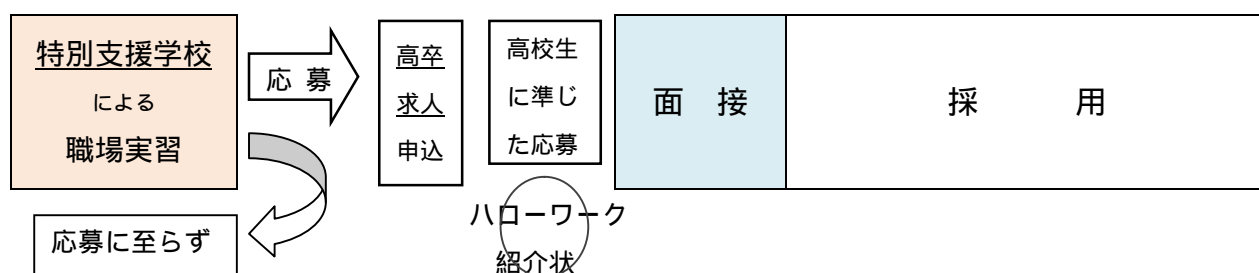 特別支援学校
による
職場実習
応 募
高卒
求人
申込
高校生
に準じ
た応募
面 接
採 用
応募に至らず
ハローワーク
紹介状